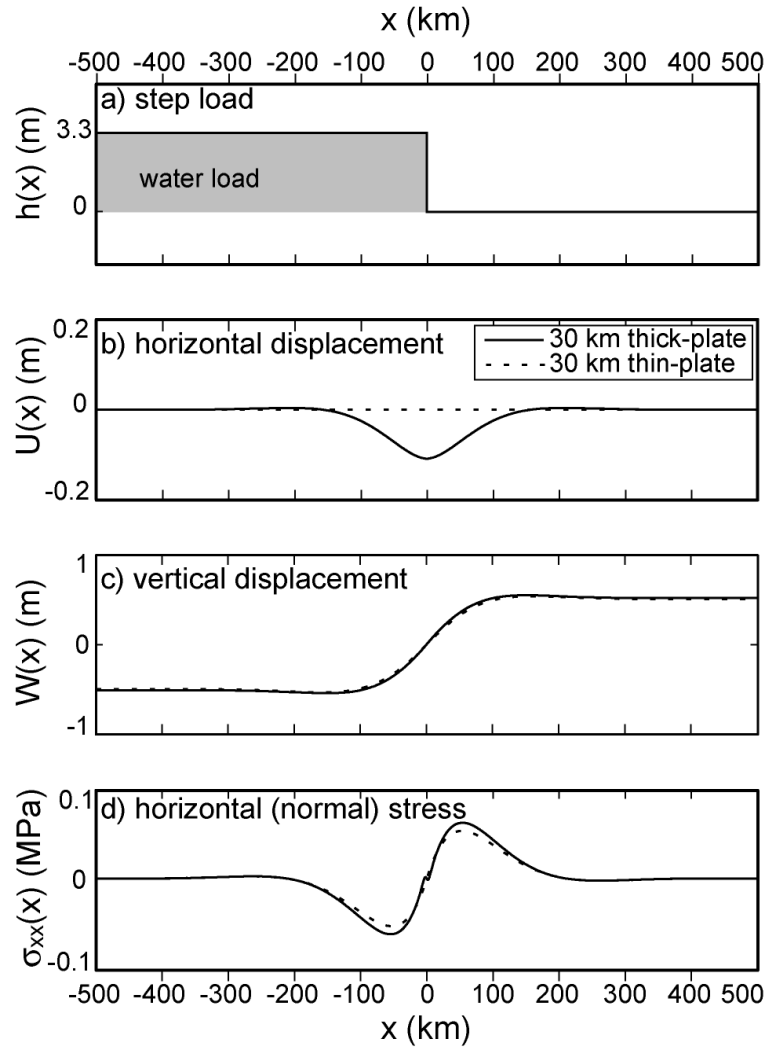 x (km)
-500 -400 -300 -200 -100 0 100 200 300 400 500
a) step load
3.3
water load
0
h(x) (m)
0.2
b) horizontal displacement
30 km thick-plate
30 km thin-plate
0
-0.2
U(x) (m)
1
c) vertical displacement
0
-1
W(x) (m)
0.1
d) horizontal (normal) stress
0
-0.1
σxx(x) (MPa)
-500 -400 -300 -200 -100 0 100 200 300 400 500
x (km)